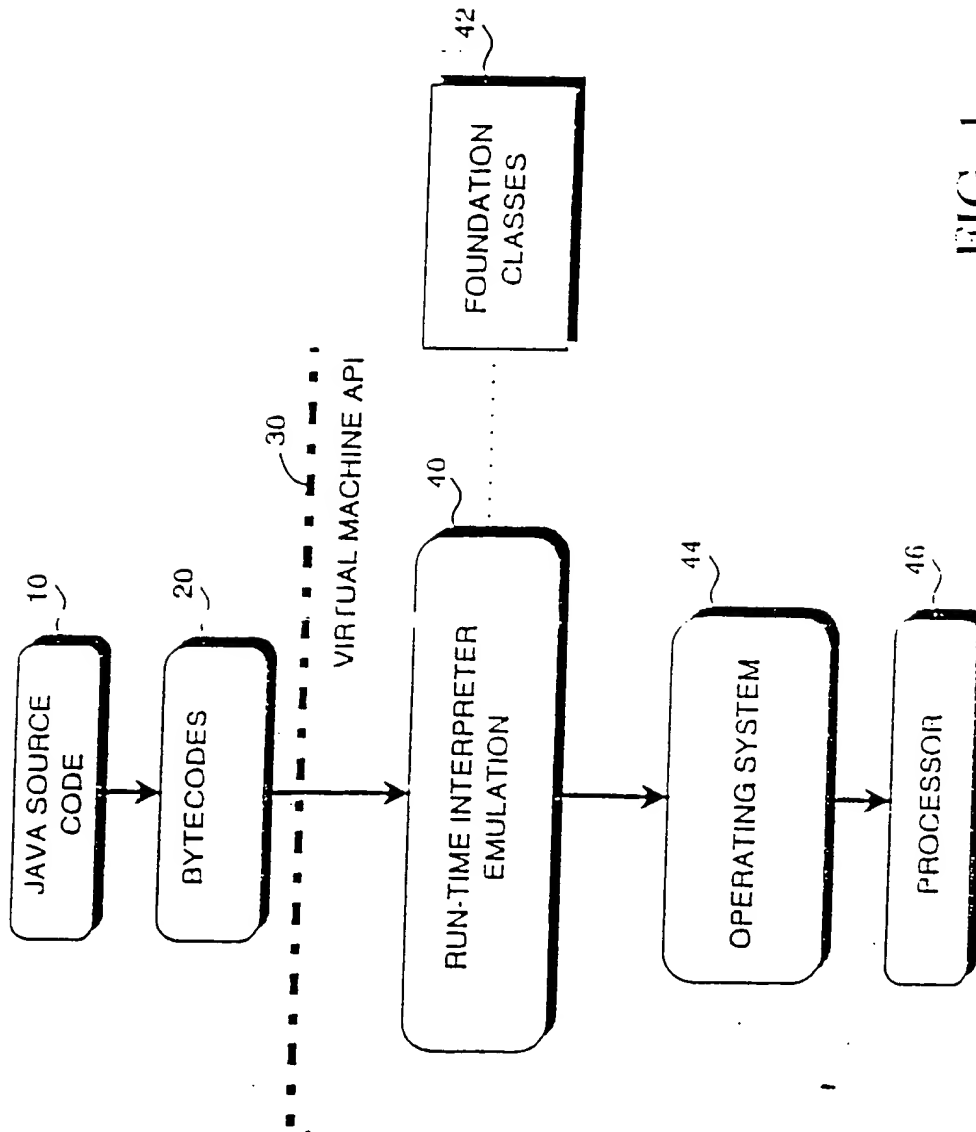 10
JAVA SOURCE
CODE
20
BYTECODES
30
VIRTUAL MACHINE API
40
RUN-TIME INTERPRETER
EMULATION
42
FOUNDATION
CLASSES
44
OPERATING SYSTEM
46
PROCESSOR